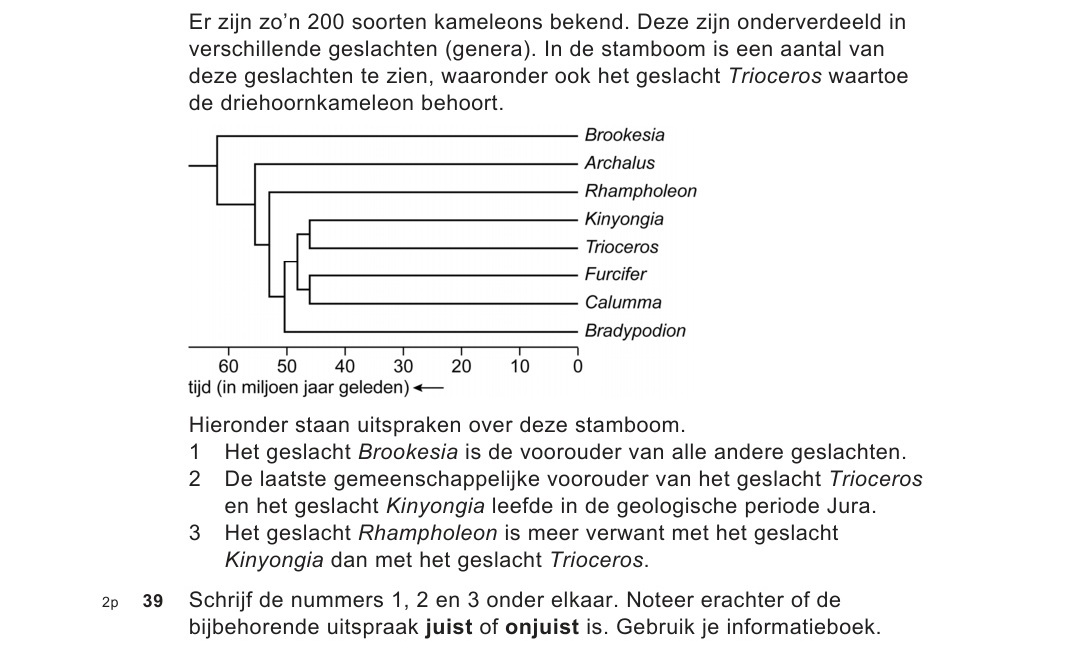 Er zijn zo’n 200 soorten kameleons bekend. Deze zijn onderverdeeld in
verschillende geslachten (genera). In de stamboom is een aantal van
deze geslachten te zien, waaronder ook het geslacht Trioceros waartoe
de driehoornkameleon behoort.
Brookesia
Archalus
Rhampholeon
Kinyongia
Trioceros
Furcifer
Calumma
Bradypodion
60 50 40 30 20 10 0
tijd (in miljoen jaar geleden)
Hieronder staan uitspraken over deze stamboom.
1 Het geslacht Brookesia is de voorouder van alle andere geslachten.
2 De laatste gemeenschappelijke voorouder van het geslacht Trioceros
en het geslacht Kinyongia leefde in de geologische periode Jura.
3 Het geslacht Rhampholeon is meer verwant met het geslacht
Kinyongia dan met het geslacht Trioceros.
2p 39 Schrijf de nummers 1, 2 en 3 onder elkaar. Noteer erachter of de
bijbehorende uitspraak juist of onjuist is. Gebruik je informatieboek.